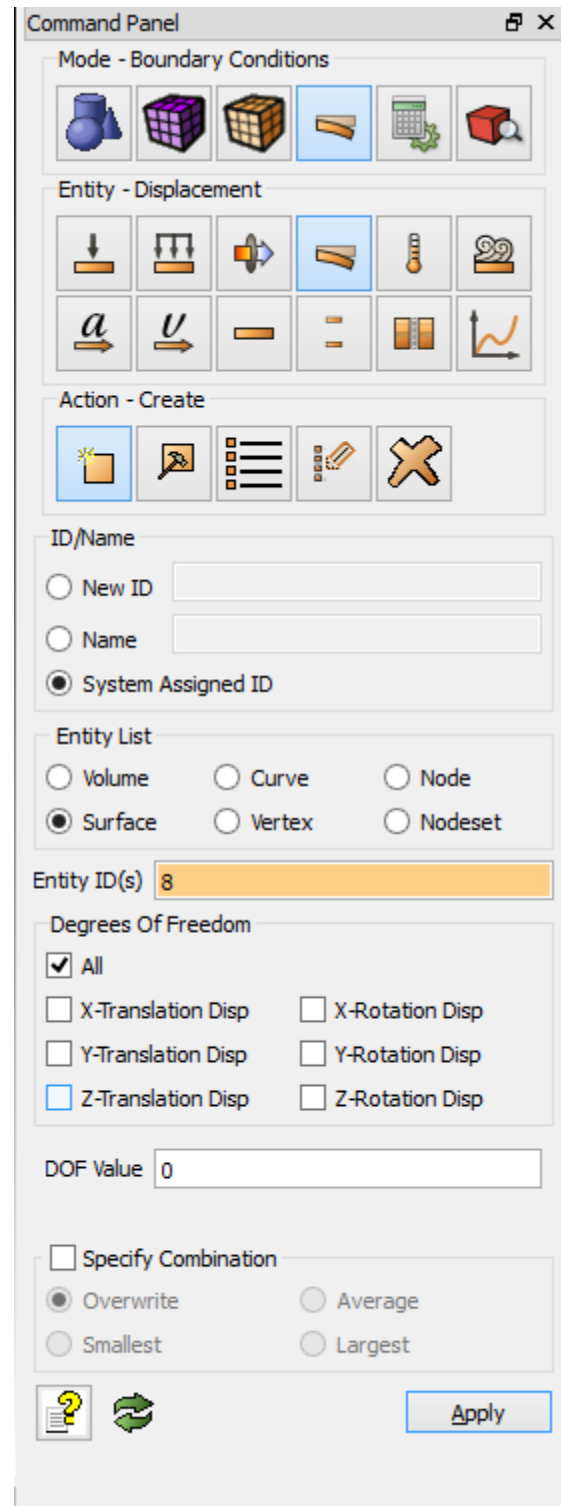 Command Panel
Mode - Boundary Conditions
Entity - Displacement
a v
Action - Create
ID/Name
New ID
Name
System Assigned ID
Entity List
Volume Curve Node
Surface Vertex Nodeset
Entity ID(s) 8
Degrees Of Freedom
All
X-Translation Disp X-Rotation Disp
Y-Translation Disp Y-Rotation Disp
Z-Translation Disp Z-Rotation Disp
DOF Value 0
Specify Combination
Overwrite Average
Smallest Largest
? Apply